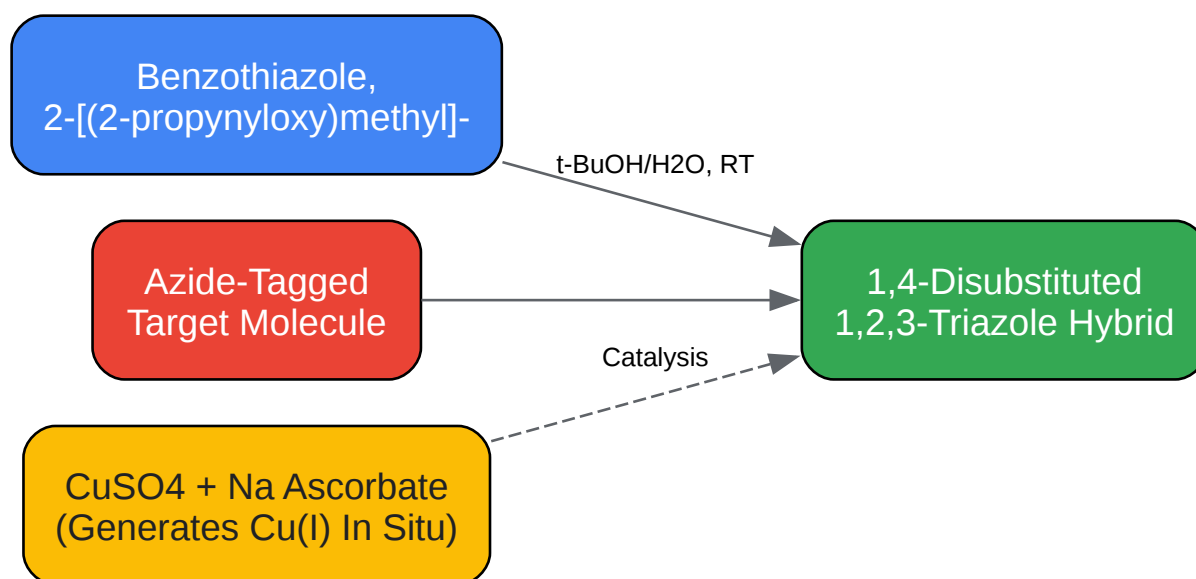 Benzothiazole,
2-[(2-propynyloxy)methyl]-
t-BuOH/H2O, RT
Azide-Tagged
Target Molecule
1,4-Disubstituted
1,2,3-Triazole Hybrid
Catalysis
CuSO4 + Na Ascorbate
(Generates Cu(I) In Situ)